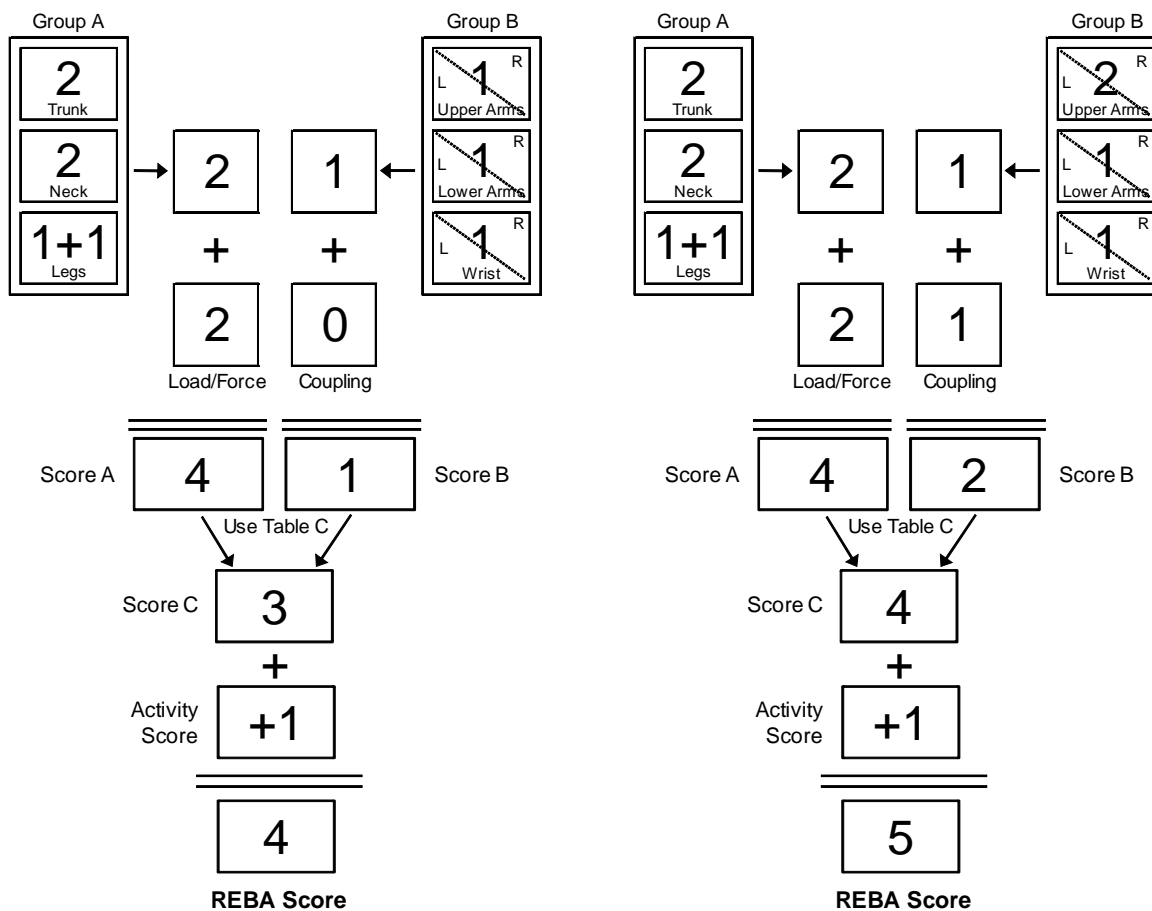 Group A
2
Trunk
2
Neck
1+1
Legs
Group B
L 1 R
Upper Arms
L 1 R
Lower Arms
L 1 R
Wrist
2
1
+
+
2
0
Load/Force
Coupling
Score A
4
1
Score B
Use Table C
Score C
3
+
Activity
Score
+1
4
REBA Score
Group A
2
Trunk
2
Neck
1+1
Legs
Group B
L 2 R
Upper Arms
L 1 R
Lower Arms
L 1 R
Wrist
2
1
+
+
2
1
Load/Force
Coupling
Score A
4
2
Score B
Use Table C
Score C
4
+
Activity
Score
+1
5
REBA Score